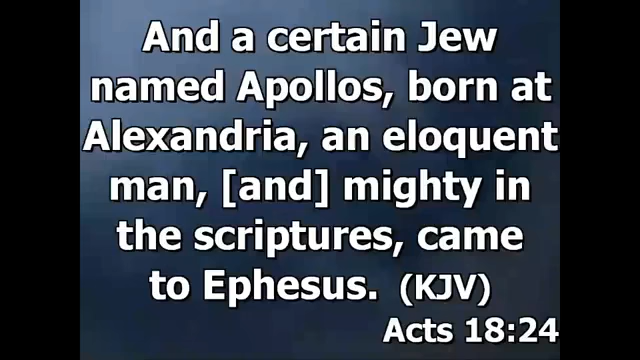 And a certain Jew
named Apollos, born at
Alexandria, an eloquent
man, [and] mighty in
the scriptures, came
to Ephesus. (KJV)
Acts 18:24